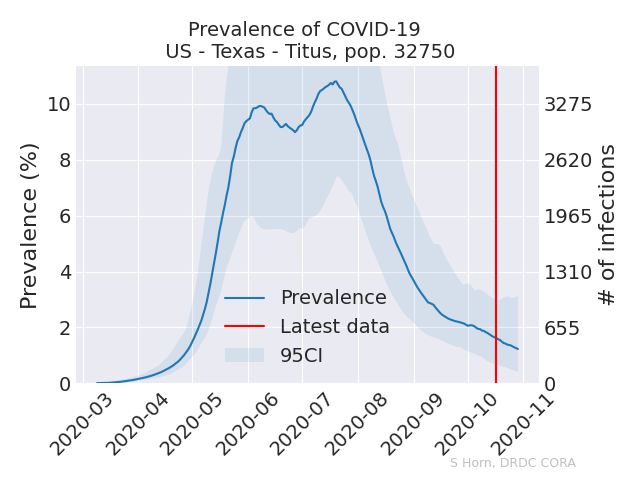 Prevalence of COVID-19
US - Texas - Titus, pop. 32750
Prevalence (%)
10
8
6
4
2
0
3275
2620
1965
1310
655
0
# of infections
Prevalence
Latest data
95CI
2020-03
2020-04
2020-05
2020-06
2020-07
2020-08
2020-09
2020-10
2020-11
S Horn, DRDC CORA